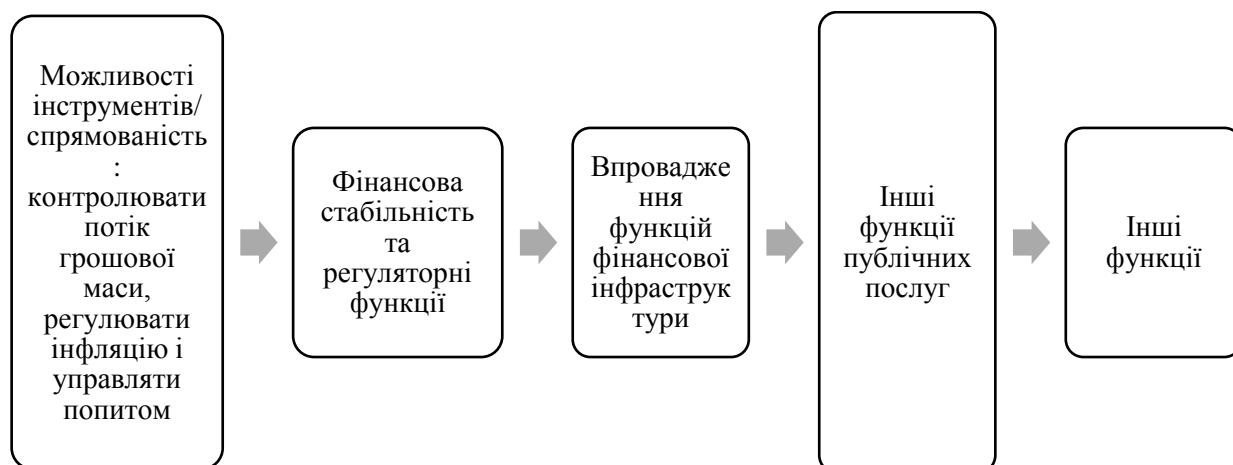 Можливості
інструментів/
спрямованість
:
контролювати
потік
грошової
маси,
регулювати
інфляцію і
управляти
попитом
Фінансова
стабільність
та
регуляторні
функції
Впровадже
ння
функцій
фінансової
інфраструк
тури
Інші
функції
публічних
послуг
Інші
функції